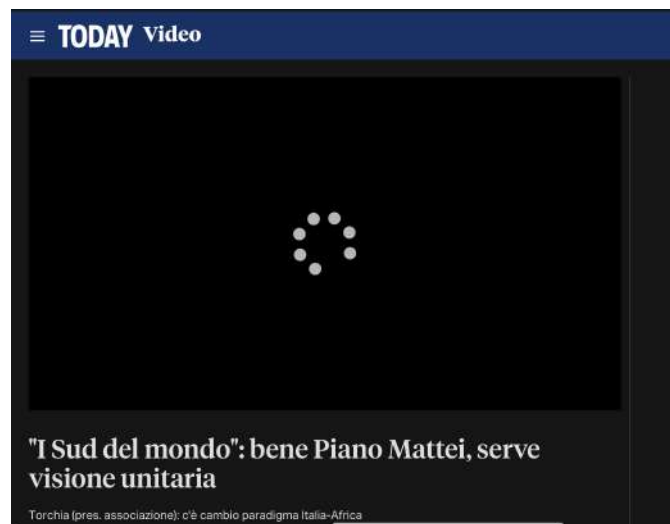 TODAY Video
"I Sud del mondo": bene Piano Mattei, serve
visione unitaria
Torchia (pres. associazione): c'è cambio paradigma Italia-Africa